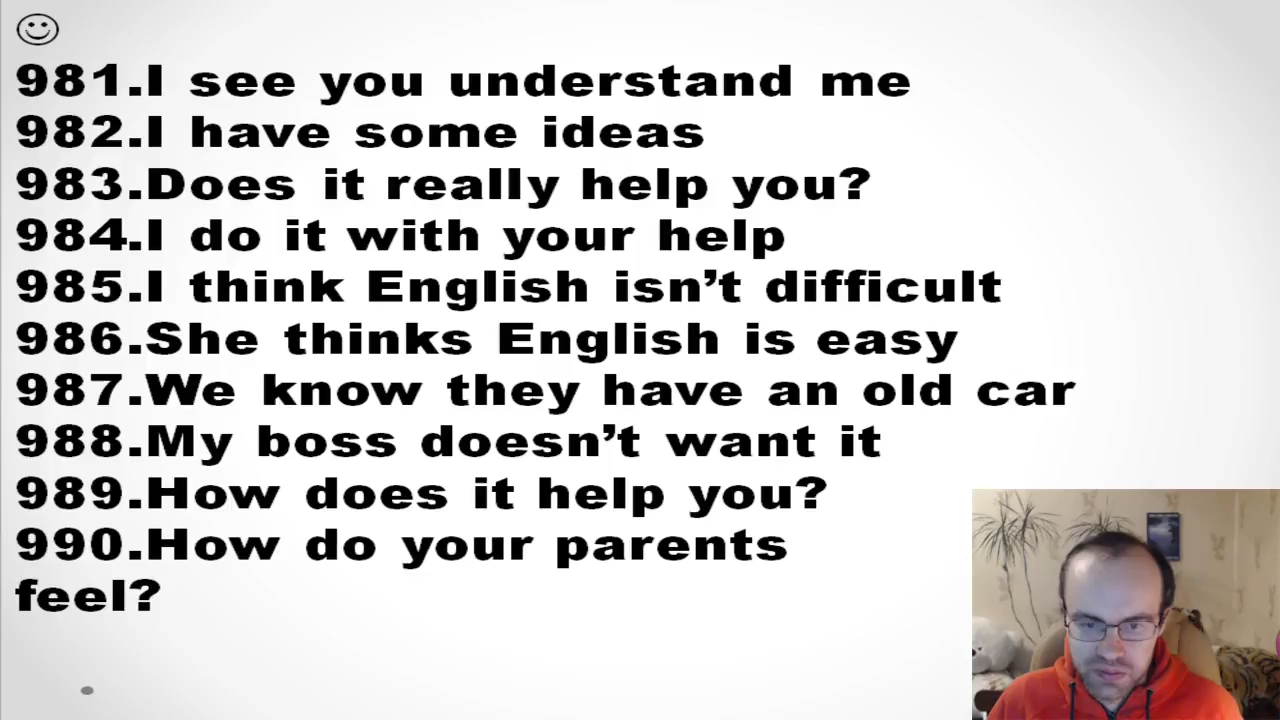 981.I see you understand me
982.I have some ideas
983.Does it really help you?
984.I do it with your help
985.I think English isn’t difficult
986.She thinks English is easy
987.We know they have an old car
988.My boss doesn’t want it
989.How does it help you?
990.How do your parents
feel?